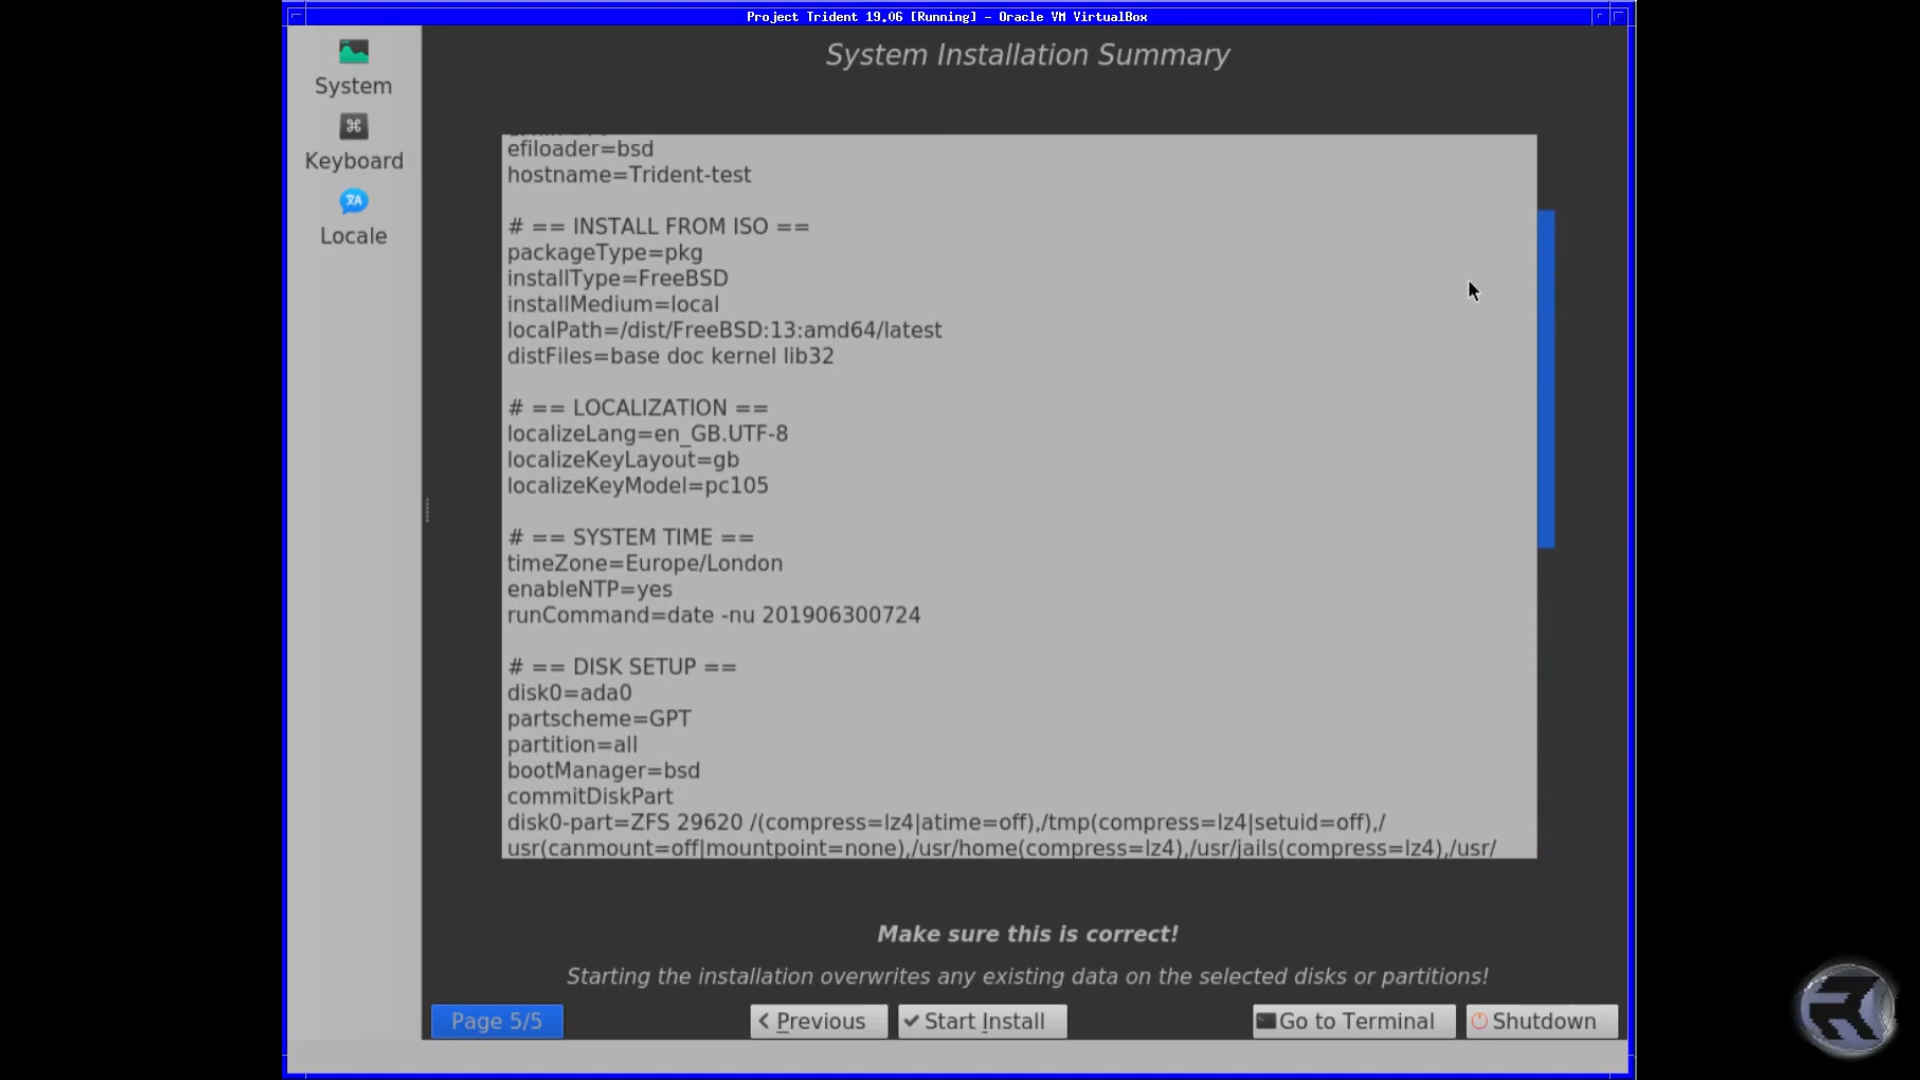 Project Trident 19.06 [Running] - Oracle VM VirtualBox
System
Keyboard
Locale
System Installation Summary
efiloader=bsd
hostname=Trident-test
# == INSTALL FROM ISO ==
packageType=pkg
installType=FreeBSD
installMedium=local
localPath=/dist/FreeBSD:13:amd64/latest
distFiles=base doc kernel lib32
# == LOCALIZATION ==
localizeLang=en_GB.UTF-8
localizeKeyLayout=gb
localizeKeyModel=pc105
# == SYSTEM TIME ==
timeZone=Europe/London
enableNTP=yes
runCommand=date -nu 201906300724
# == DISK SETUP ==
disk0=ada0
partscheme=GPT
partition=all
bootManager=bsd
commitDiskPart
disk0-part=ZFS 29620 /(compress=lz4|atime=off),/tmp(compress=lz4|setuid=off),/
usr(canmount=off|mountpoint=none),/usr/home(compress=lz4),/usr/jails(compress=lz4),/usr/
Make sure this is correct!
Starting the installation overwrites any existing data on the selected disks or partitions!
Page 5/5
Previous
Start Install
Go to Terminal
Shutdown